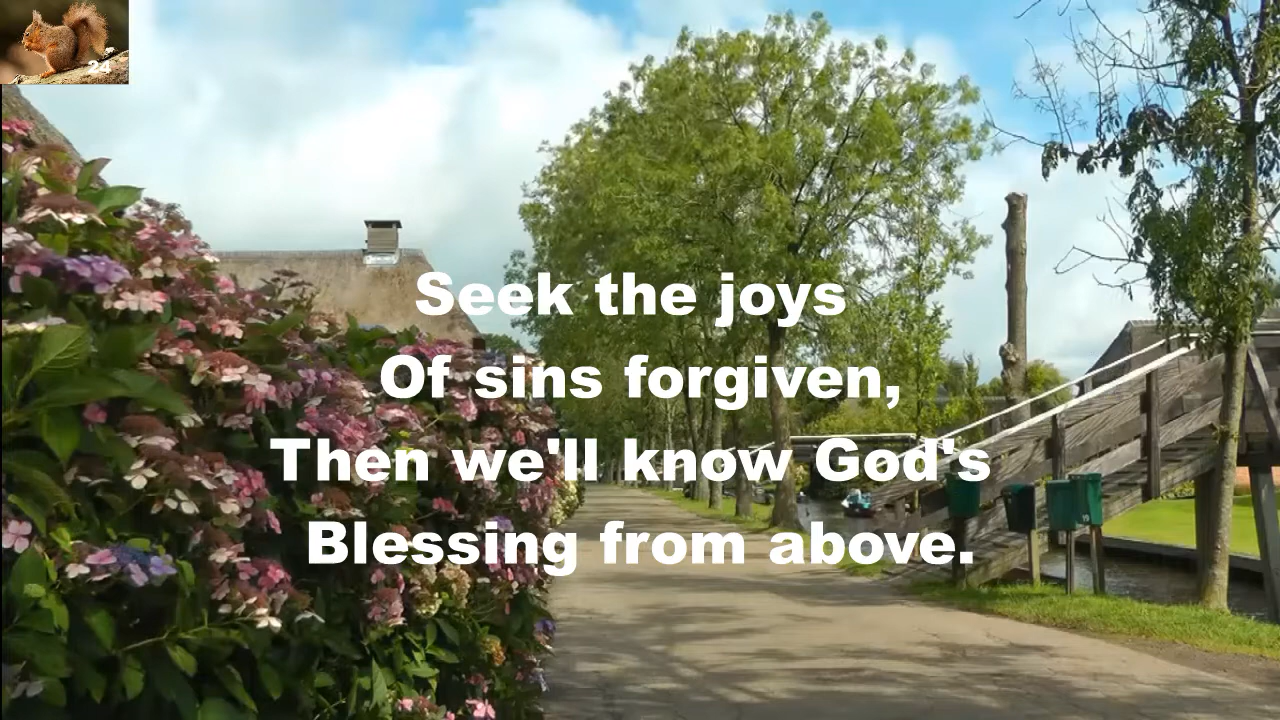 24
Seek the joys
Of sins forgiven,
Then we'll know God's
Blessing from above.